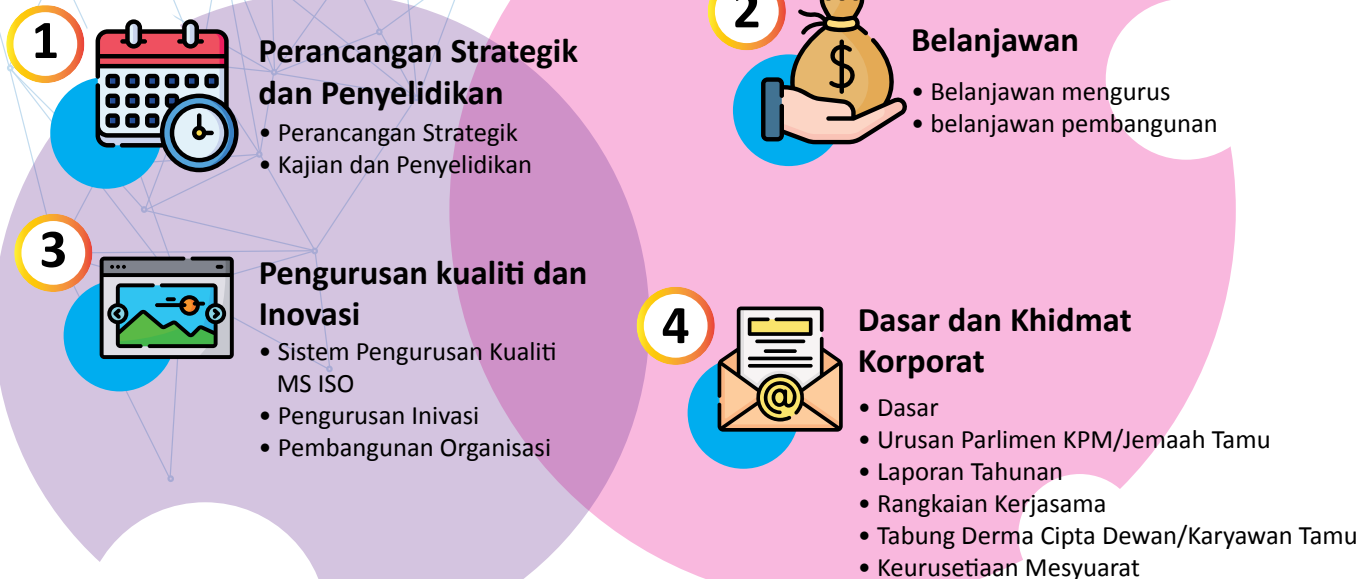 1
Perancangan Strategik
dan Penyelidikan
• Perancangan Strategik
• Kajian dan Penyelidikan
2
$
Belanjawan
• Belanjawan mengurus
• belanjawan pembangunan
3
Pengurusan kualiti dan
Inovasi
• Sistem Pengurusan Kualiti
MS ISO
• Pengurusan Inivasi
• Pembangunan Organisasi
4
@
Dasar dan Khidmat
Korporat
• Dasar
• Urusan Parlimen KPM/Jemaah Tamu
• Laporan Tahunan
• Rangkaian Kerjasama
• Tabung Derma Cipta Dewan/Karyawan Tamu
• Keurusetiaan Mesyuarat